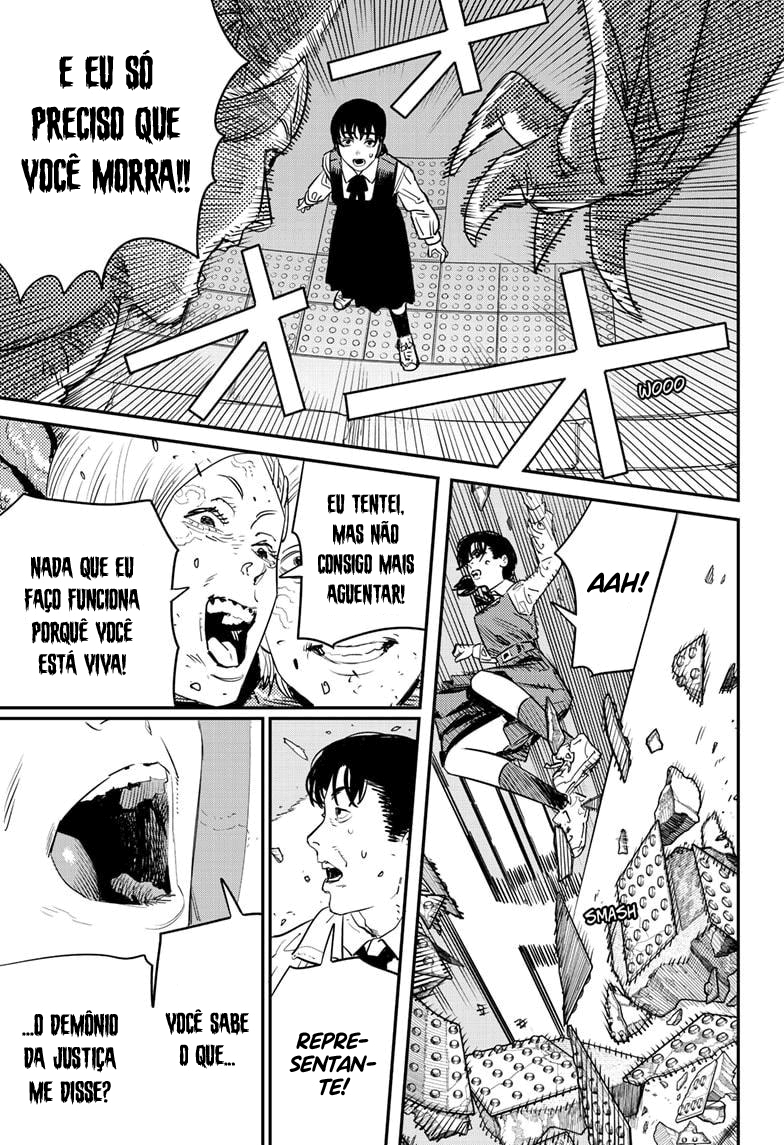 E EU SÓ
PRECISO QUE
VOCÊ MORRA!!
WOOO
AAH!
SMASH
EU TENTEI,
MAS NÃO
CONSIGO MAIS
AGUENTAR!
NADA QUE EU
FAÇO FUNCIONA
PORQUÊ VOCÊ
ESTÁ VIVA!
REPRE-
SENTAN-
TE!
VOCÊ SABE
O QUE...
...O DEMÔNIO
DA JUSTIÇA
ME DISSE?